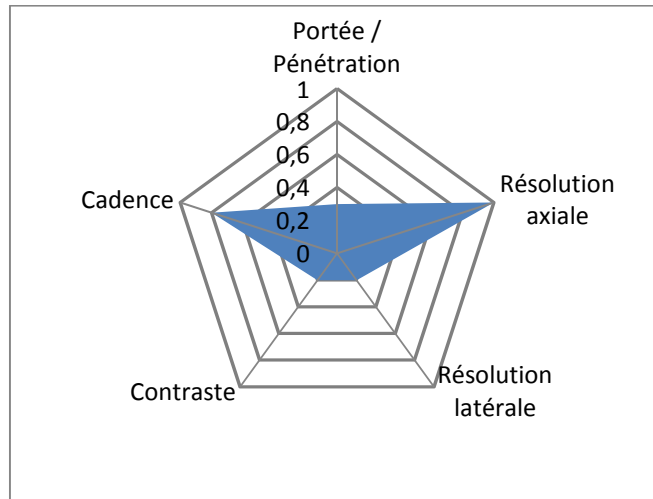 Portée /
Pénétration
1
0,8
0,6
0,4
0,2
0
Résolution
axiale
Cadence
Contraste
Résolution
latérale